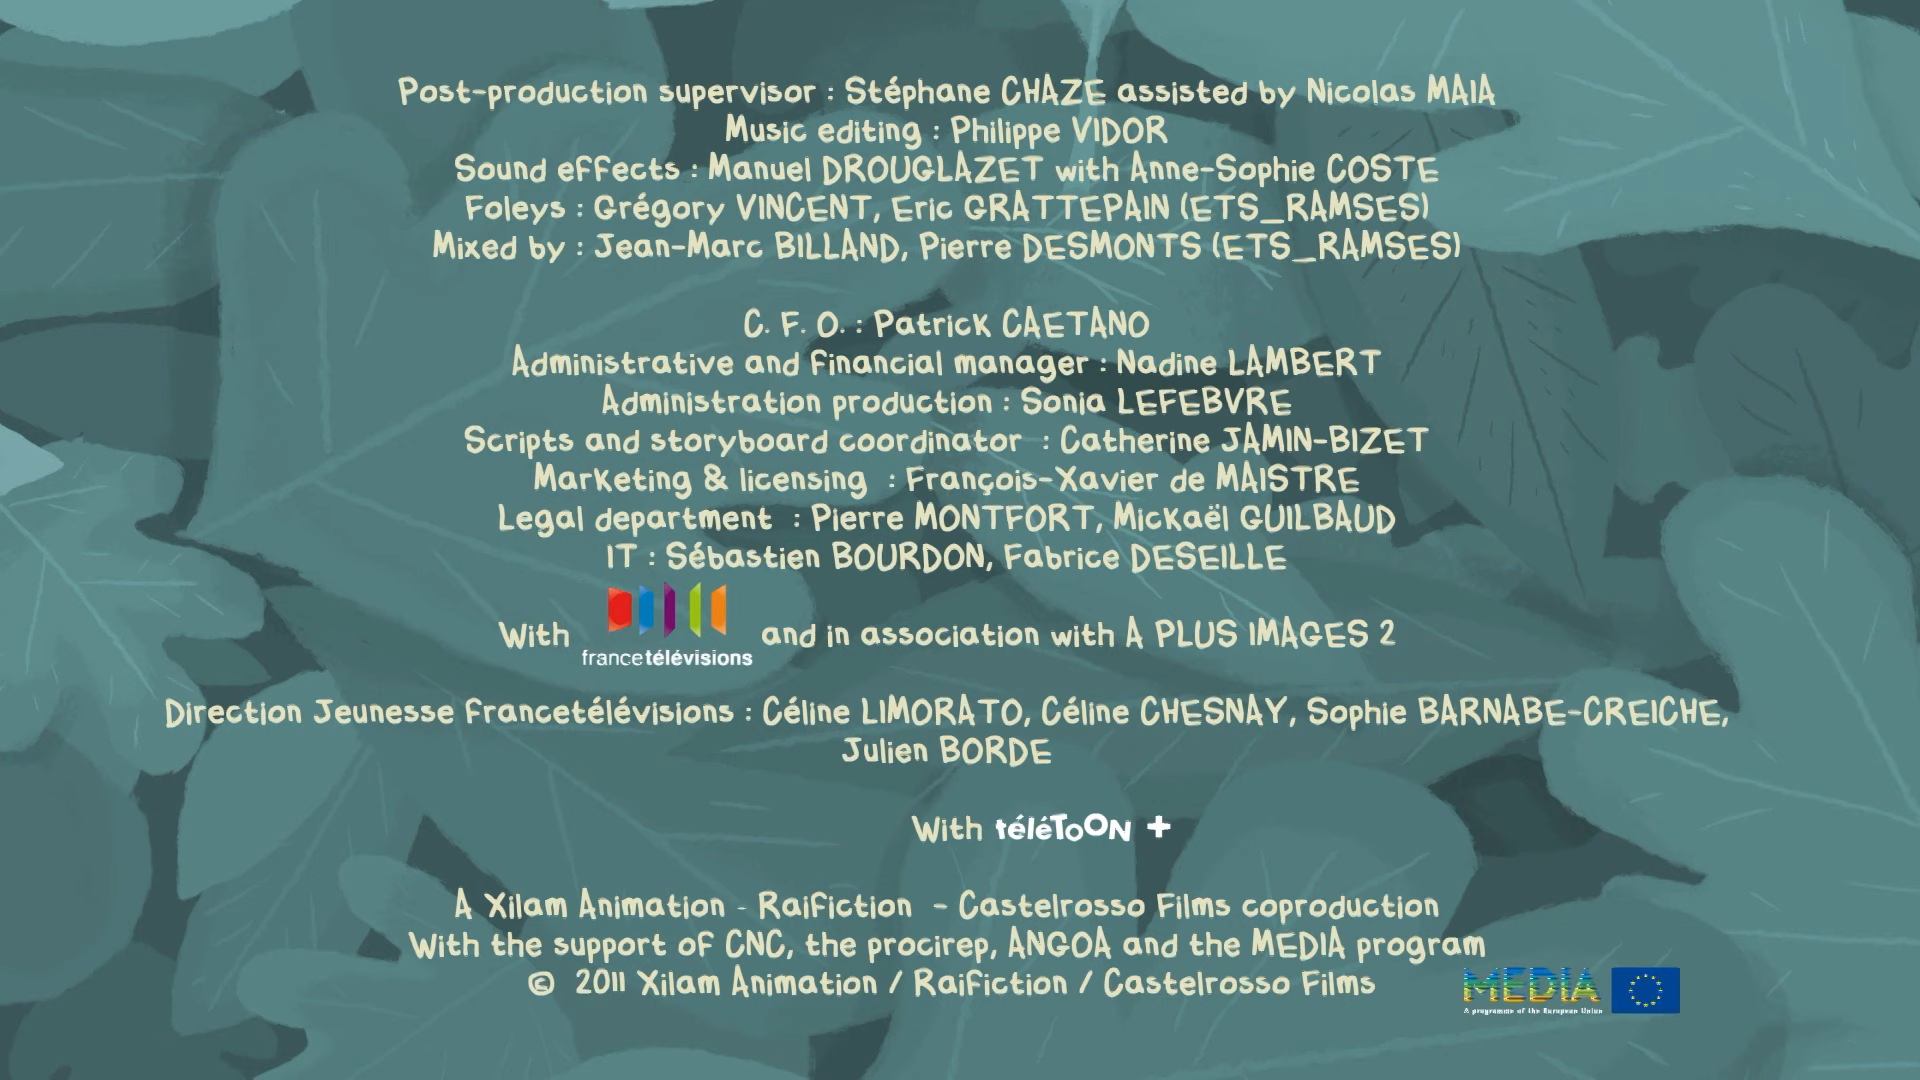 Post-production supervisor : Stéphane CHAZE assisted by Nicolas MAIA
Music editing : Philippe VIDOR
Sound effects : Manuel DROUGLAZET with Anne-Sophie COSTE
Foleys : Grégory VINCENT, Eric GRATTEPAIN (ETS_RAMSES)
Mixed by : Jean-Marc BILLAND, Pierre DESMONTS (ETS_RAMSES)
C. F. O. : Patrick CAETANO
Administrative and financial manager : Nadine LAMBERT
Administration production : Sonia LEFEBVRE
Scripts and storyboard coordinator : Catherine JAMIN-BIZET
Marketing & licensing : François-Xavier de MAISTRE
Legal department : Pierre MONTFORT, Mickaël GUILBAUD
IT : Sébastien BOURDON, Fabrice DESEILLE
With francetélévisions and in association with A PLUS IMAGES 2
Direction Jeunesse francetélévisions : Céline LIMORATO, Céline CHESNAY, Sophie BARNABE-CREICHE,
Julien BORDE
With téléTOON +
A Xilam Animation - Raifiction - Castelrosso Films coproduction
With the support of CNC, the procirep, ANGOA and the MEDIA program
© 2011 Xilam Animation / Raifiction / Castelrosso Films
MEDIA
A programme of the European Union